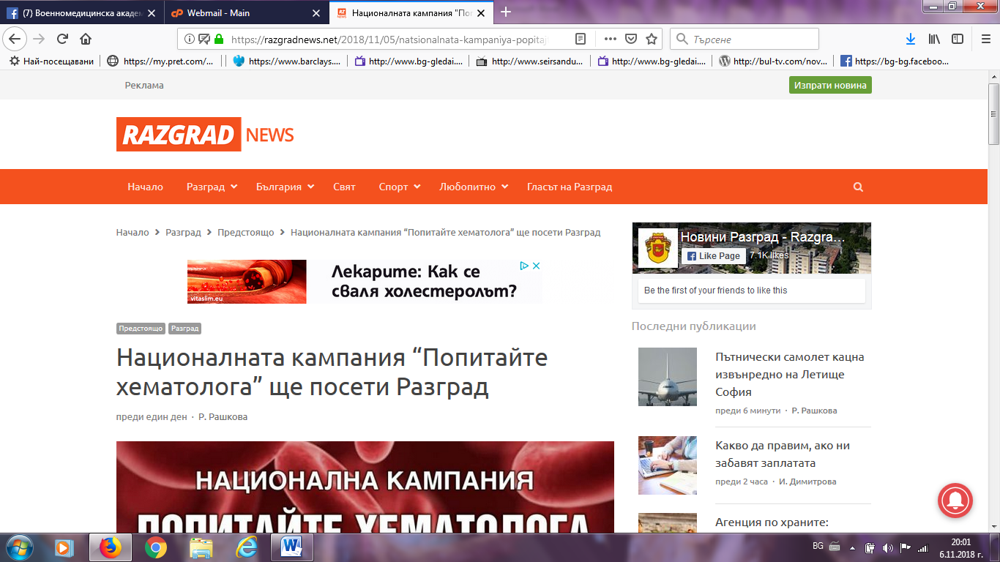 (7) Военномедицинска акаде
Webmail - Main
Националната кампания "Поп
https://razgradnews.net/2018/11/05/natsionalnata-kampaniya-popitaj
Търсене
Най-посещавани
https://my.pret.com/...
https://www.barclays....
http://www.bg-gledai....
http://www.seirsandu...
http://www.bg-gledai....
http://bul-tv.com/nov...
https://bg-bg.faceboo...
Реклама
Изпрати новина
RAZGRAD NEWS
Начало
Разград
България
Свят
Спорт
Любопитно
Гласът на Разград
Начало > Разград > Предстоящо > Националната кампания “Попитайте хематолога” ще посети Разград
Лекарите: Как се
сваля холестеролът?
vitaslim.eu
Предстоящо
Разград
Националната кампания “Попитайте
хематолога” ще посети Разград
преди един ден · Р. Рашкова
НАЦИОНАЛНА КАМПАНИЯ
ПОПИТАЙТЕ ХЕМАТОЛОГА
Новини Разград - Razgra…
Like Page
7.1K likes
Be the first of your friends to like this
Последни публикации
Пътнически самолет кацна
извънредно на Летище
София
преди 6 минути · Р. Рашкова
Какво да правим, ако ни
забавят заплатата
преди 2 часа · И. Димитрова
Агенция по храните:
BG
20:01
6.11.2018 г.